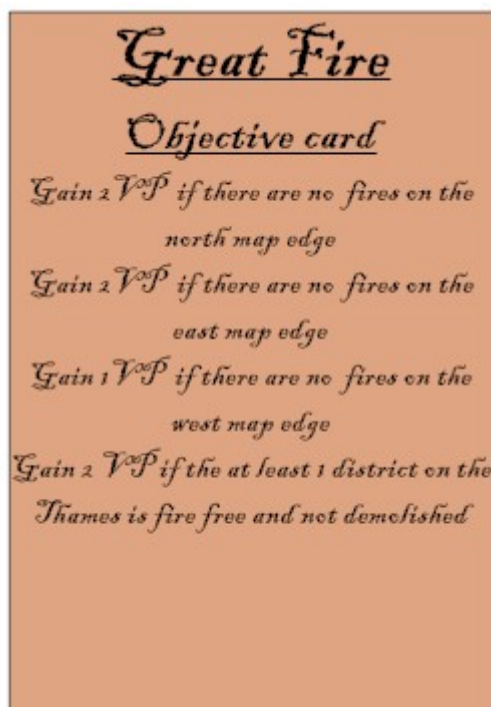 Great Fire
Objective card
Gain 2 VP if there are no fires on the
north map edge
Gain 2 VP if there are no fires on the
east map edge
Gain 1 VP if there are no fires on the
west map edge
Gain 2 VP if the at least 1 district on the
Thames is fire free and not demolished